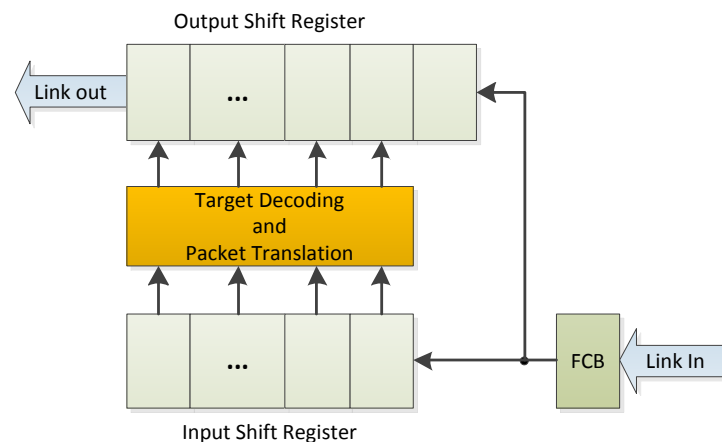 Output Shift Register
Link out
...
Target Decoding
and
Packet Translation
...
FCB
Link In
Input Shift Register